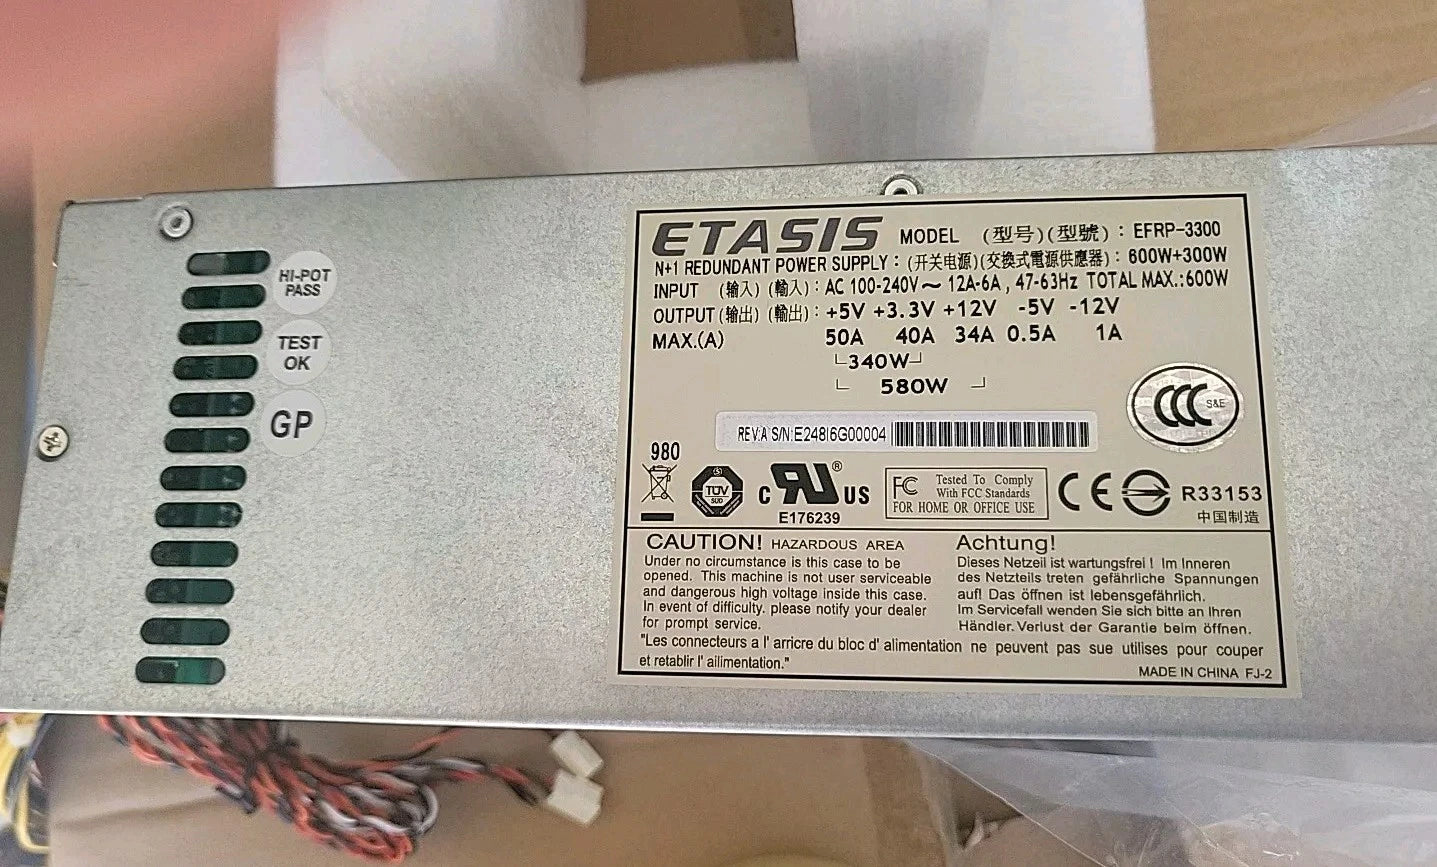 HI-POT
PASS
TEST
OK
GP
ETASIS MODEL (型号)(型號) : EFRP-3300
N+1 REDUNDANT POWER SUPPLY : (开关电源)(交換式電源供應器) : 600W+300W
INPUT (输入) (輸入) : AC 100-240V ~ 12A-6A , 47-63Hz TOTAL MAX.:600W
OUTPUT (输出) (輸出) : +5V +3.3V +12V -5V -12V
MAX.(A) 50A 40A 34A 0.5A 1A
340W
580W
CCC S&E
REV:A S/N:E248I6G00004
980
TÜV
SÜD
c RU ® US
E176239
FC Tested To Comply
With FCC Standards
FOR HOME OR OFFICE USE
CE
R33153
中国制造
CAUTION! HAZARDOUS AREA
Under no circumstance is this case to be
opened. This machine is not user serviceable
and dangerous high voltage inside this case.
In event of difficulty. please notify your dealer
for prompt service.
Achtung!
Dieses Netzeil ist wartungsfrei ! Im Inneren
des Netzteils treten gefährliche Spannungen
auf! Das öffnen ist lebensgefährlich.
Im Servicefall wenden Sie sich bitte an Ihren
Händler. Verlust der Garantie beim öffnen.
"Les connecteurs a l' arricre du bloc d' alimentation ne peuvent pas sue utilises pour couper
et retablir l' ailimentation."
MADE IN CHINA FJ-2